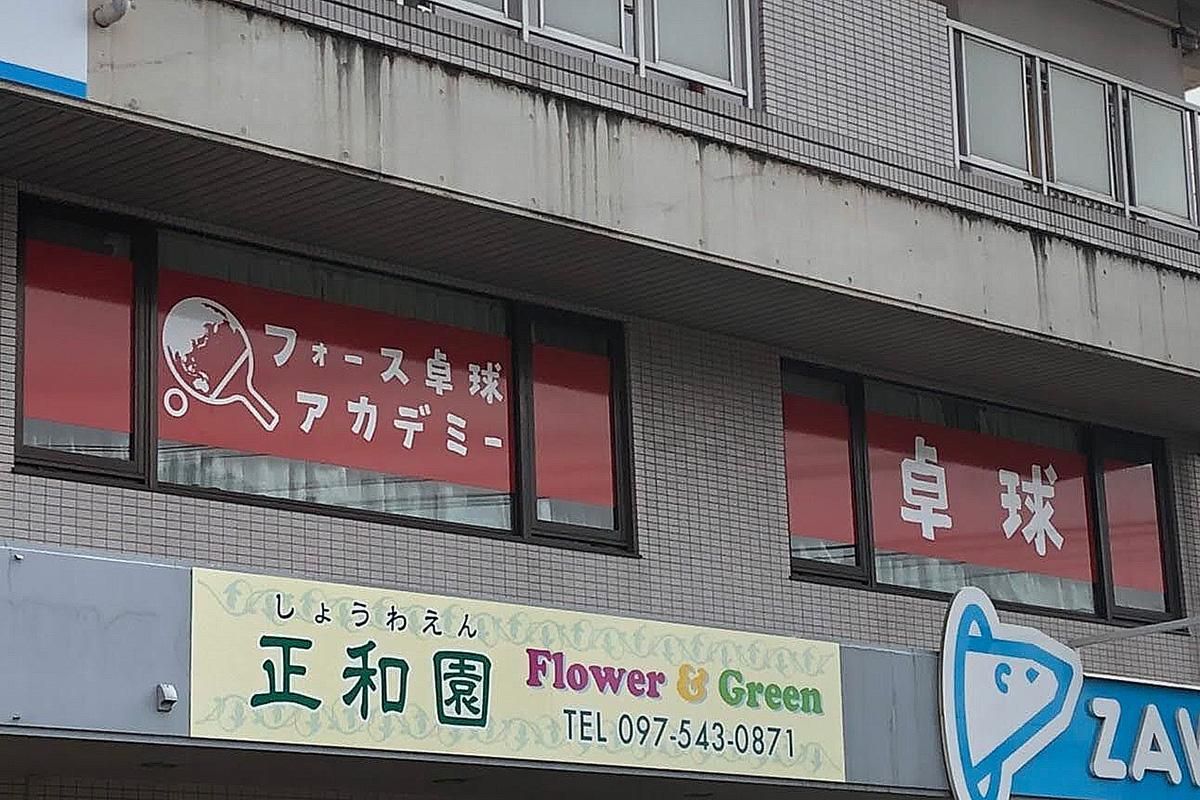 フォース卓球
アカデミー
卓球
しょうわえん
正和園
Flower & Green
TEL 097-543-0871